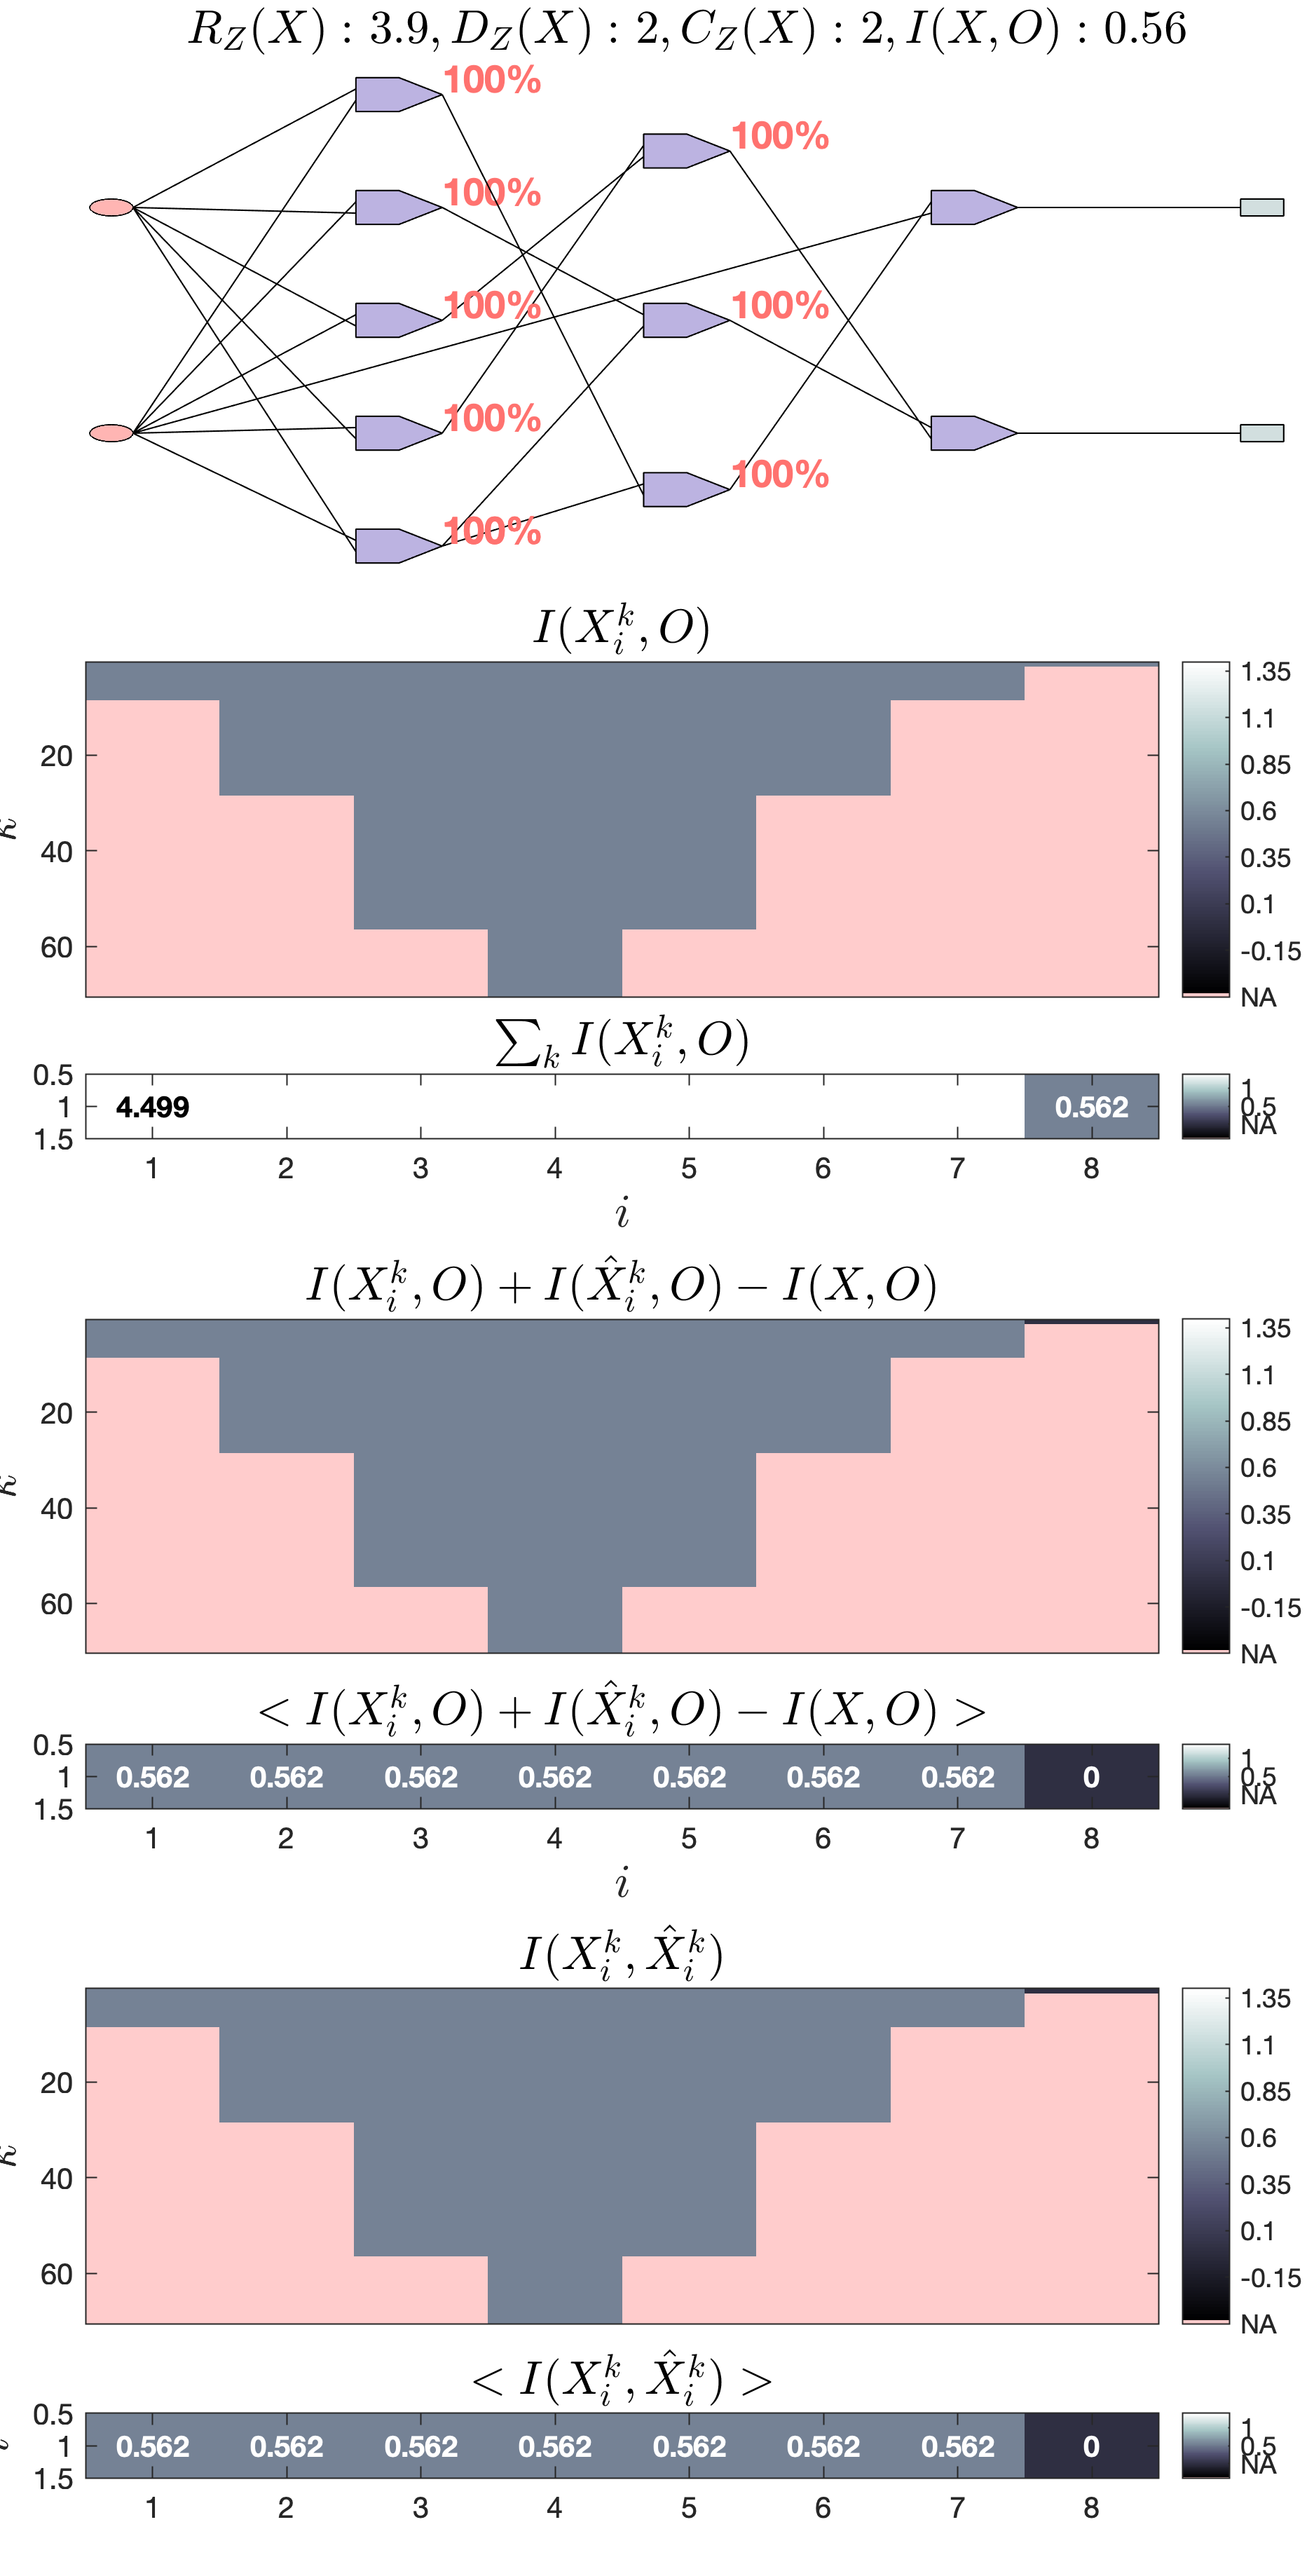 R_Z(X) : 3.9, D_Z(X) : 2, C_Z(X) : 2, I(X, O) : 0.56
100%
100%
100%
100%
100%
100%
100%
100%
I(X_i^k, O)
20
40
60
1.35
1.1
0.85
0.6
0.35
0.1
-0.15
NA
∑_k I(X_i^k, O)
0.5
1
1.5
4.499
0.562
1 2 3 4 5 6 7 8
i
1
0.5
NA
I(X_i^k, O) + I(X̂_i^k, O) − I(X, O)
20
40
60
1.35
1.1
0.85
0.6
0.35
0.1
-0.15
NA
< I(X_i^k, O) + I(X̂_i^k, O) − I(X, O) >
0.5
1
1.5
0.562 0.562 0.562 0.562 0.562 0.562 0.562 0
1 2 3 4 5 6 7 8
i
1
0.5
NA
I(X_i^k, X̂_i^k)
20
40
60
1.35
1.1
0.85
0.6
0.35
0.1
-0.15
NA
< I(X_i^k, X̂_i^k) >
0.5
1
1.5
0.562 0.562 0.562 0.562 0.562 0.562 0.562 0
1 2 3 4 5 6 7 8
1
0.5
NA